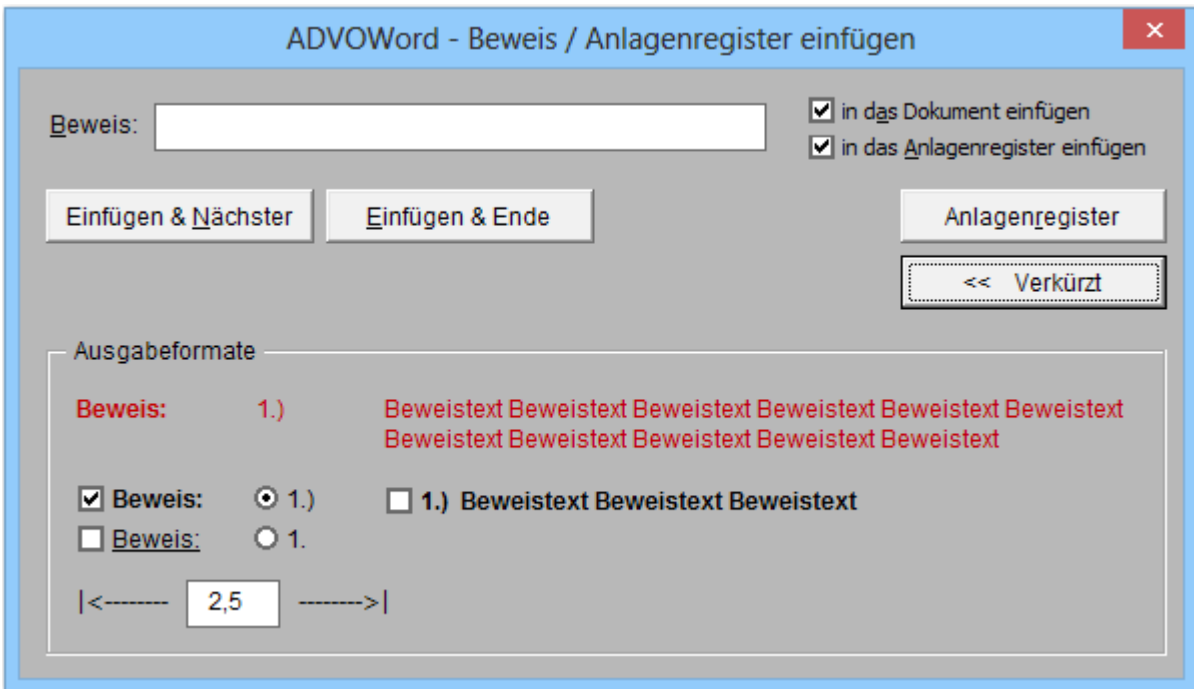 ADVOWord - Beweis / Anlagenregister einfügen
Beweis:
in das Dokument einfügen
in das Anlagenregister einfügen
Einfügen & Nächster Einfügen & Ende Anlagenregister
<< Verkürzt
Ausgabeformate
Beweis: 1.) Beweistext Beweistext Beweistext Beweistext Beweistext Beweistext
Beweistext Beweistext Beweistext Beweistext Beweistext
Beweis: 1.) 1.) Beweistext Beweistext Beweistext
Beweis: 1.
|<-------- 2,5 -------->|